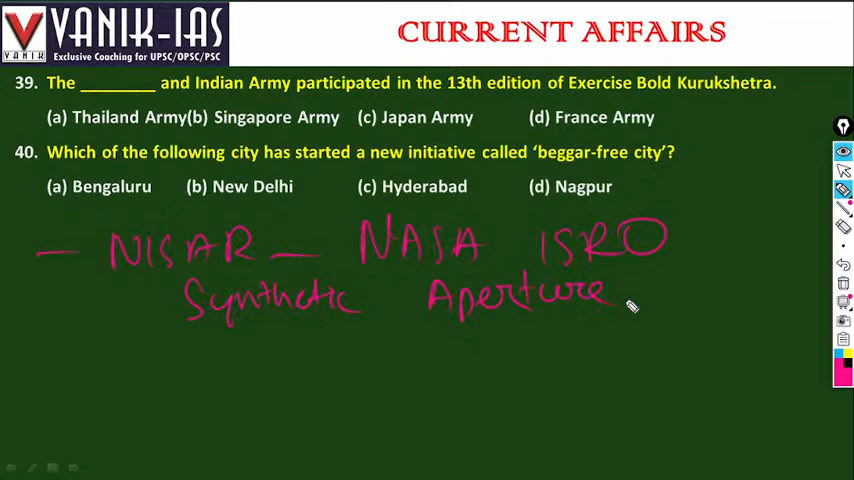 VANIK-IAS
VANIK
Exclusive Coaching for UPSC/OPSC/PSC
CURRENT AFFAIRS
39. The ________ and Indian Army participated in the 13th edition of Exercise Bold Kurukshetra.
(a) Thailand Army(b) Singapore Army (c) Japan Army (d) France Army
40. Which of the following city has started a new initiative called ‘beggar-free city’?
(a) Bengaluru (b) New Delhi (c) Hyderabad (d) Nagpur
— NISAR — NASA ISRO
Synthetic Aperture